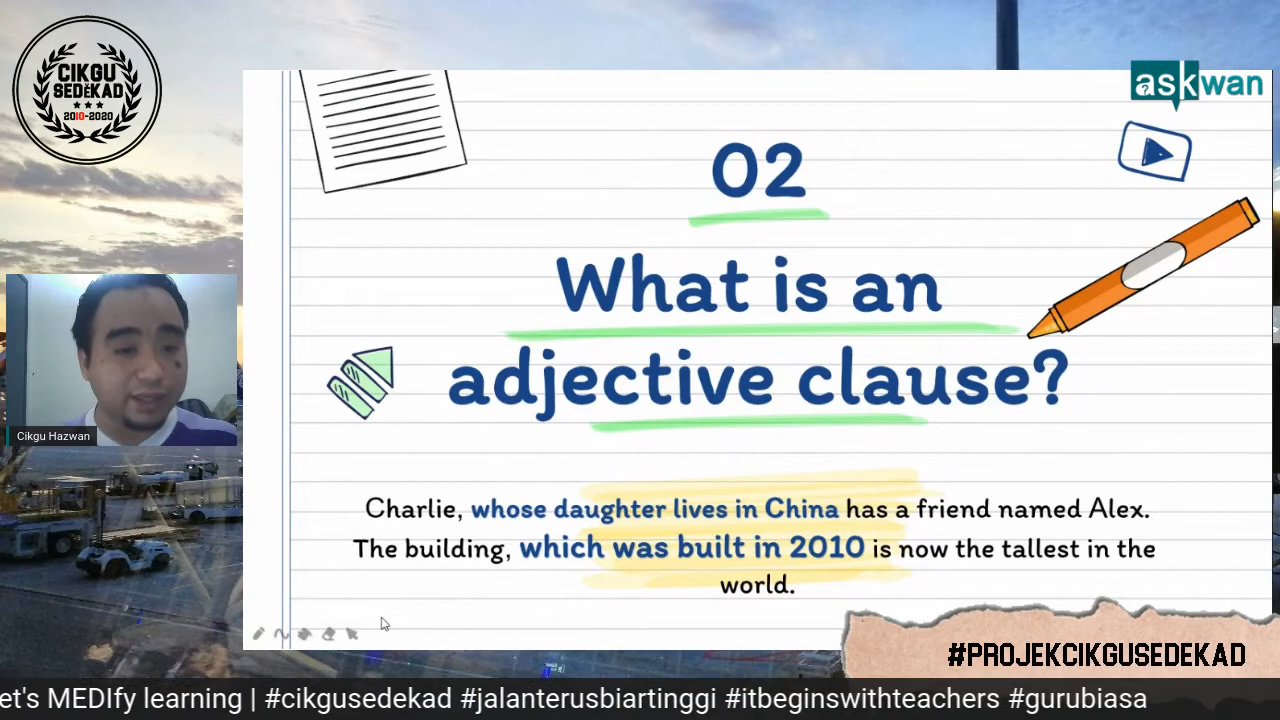 CIKGU
SEDĚKAD
2010-2020
askwan
02
What is an
adjective clause?
Charlie, whose daughter lives in China has a friend named Alex.
The building, which was built in 2010 is now the tallest in the
world.
Cikgu Hazwan
#PROJEKCIKGUSEDEKAD
et's MEDIfy learning | #cikgusedekad #jalanterusbiartinggi #itbeginswithteachers #gurubiasa